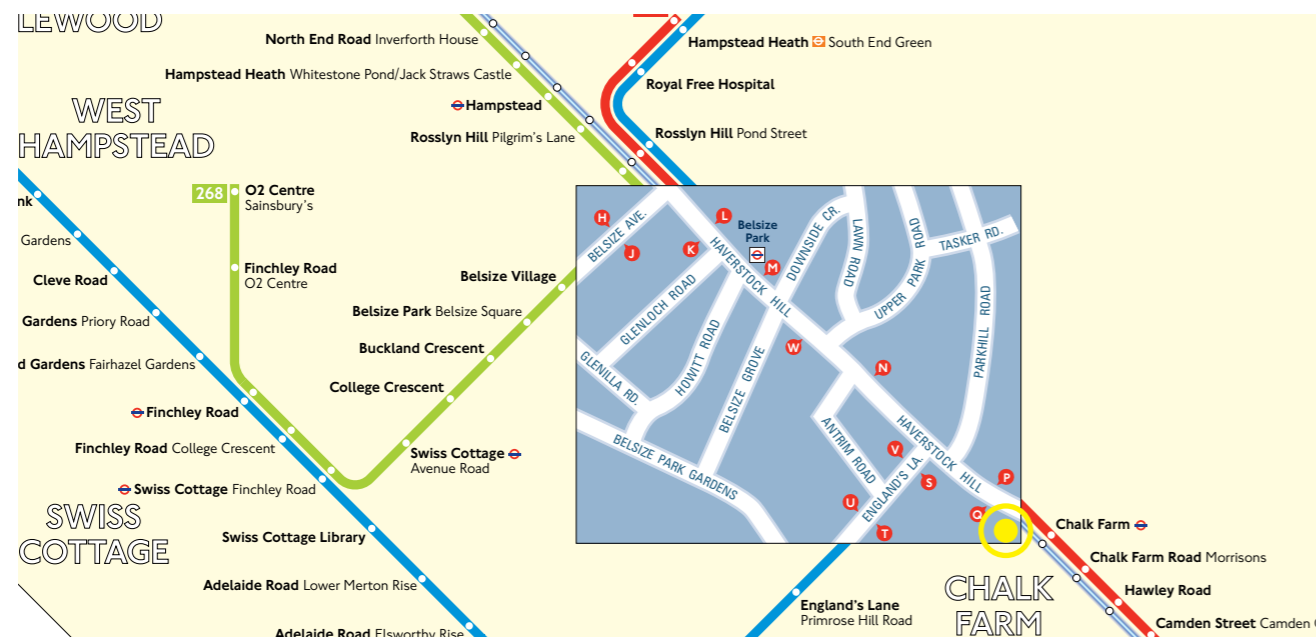 LEWOOD
North End Road Inverforth House
Hampstead Heath South End Green
Hampstead Heath Whitestone Pond/Jack Straws Castle
Royal Free Hospital
WEST
HAMPSTEAD
Hampstead
Rosslyn Hill Pilgrim's Lane
Rosslyn Hill Pond Street
268
O2 Centre
Sainsbury's
nk
Gardens
Finchley Road
O2 Centre
Cleve Road
Gardens Priory Road
d Gardens Fairhazel Gardens
Belsize Village
Belsize Park Belsize Square
Buckland Crescent
College Crescent
Finchley Road
Finchley Road College Crescent
Swiss Cottage
Avenue Road
Swiss Cottage Finchley Road
SWISS
COTTAGE
Swiss Cottage Library
Adelaide Road Lower Merton Rise
Adelaide Road Elsworthy Rise
H
BELSIZE AVE.
J
L
K
Belsize
Park
M
HAVERSTOCK HILL
DOWNSIDE CR.
LAWN ROAD
UPPER PARK ROAD
TASKER RD.
PARKHILL ROAD
GLENLOCH ROAD
HOWITT ROAD
GLENILLA RD.
BELSIZE GROVE
BELSIZE PARK GARDENS
W
N
ANTRIM ROAD
HAVERSTOCK HILL
V
S
ENGLAND'S LA.
U
T
P
Q
Chalk Farm
Chalk Farm Road Morrisons
Hawley Road
Camden Street Camden
CHALK
FARM
England's Lane
Primrose Hill Road